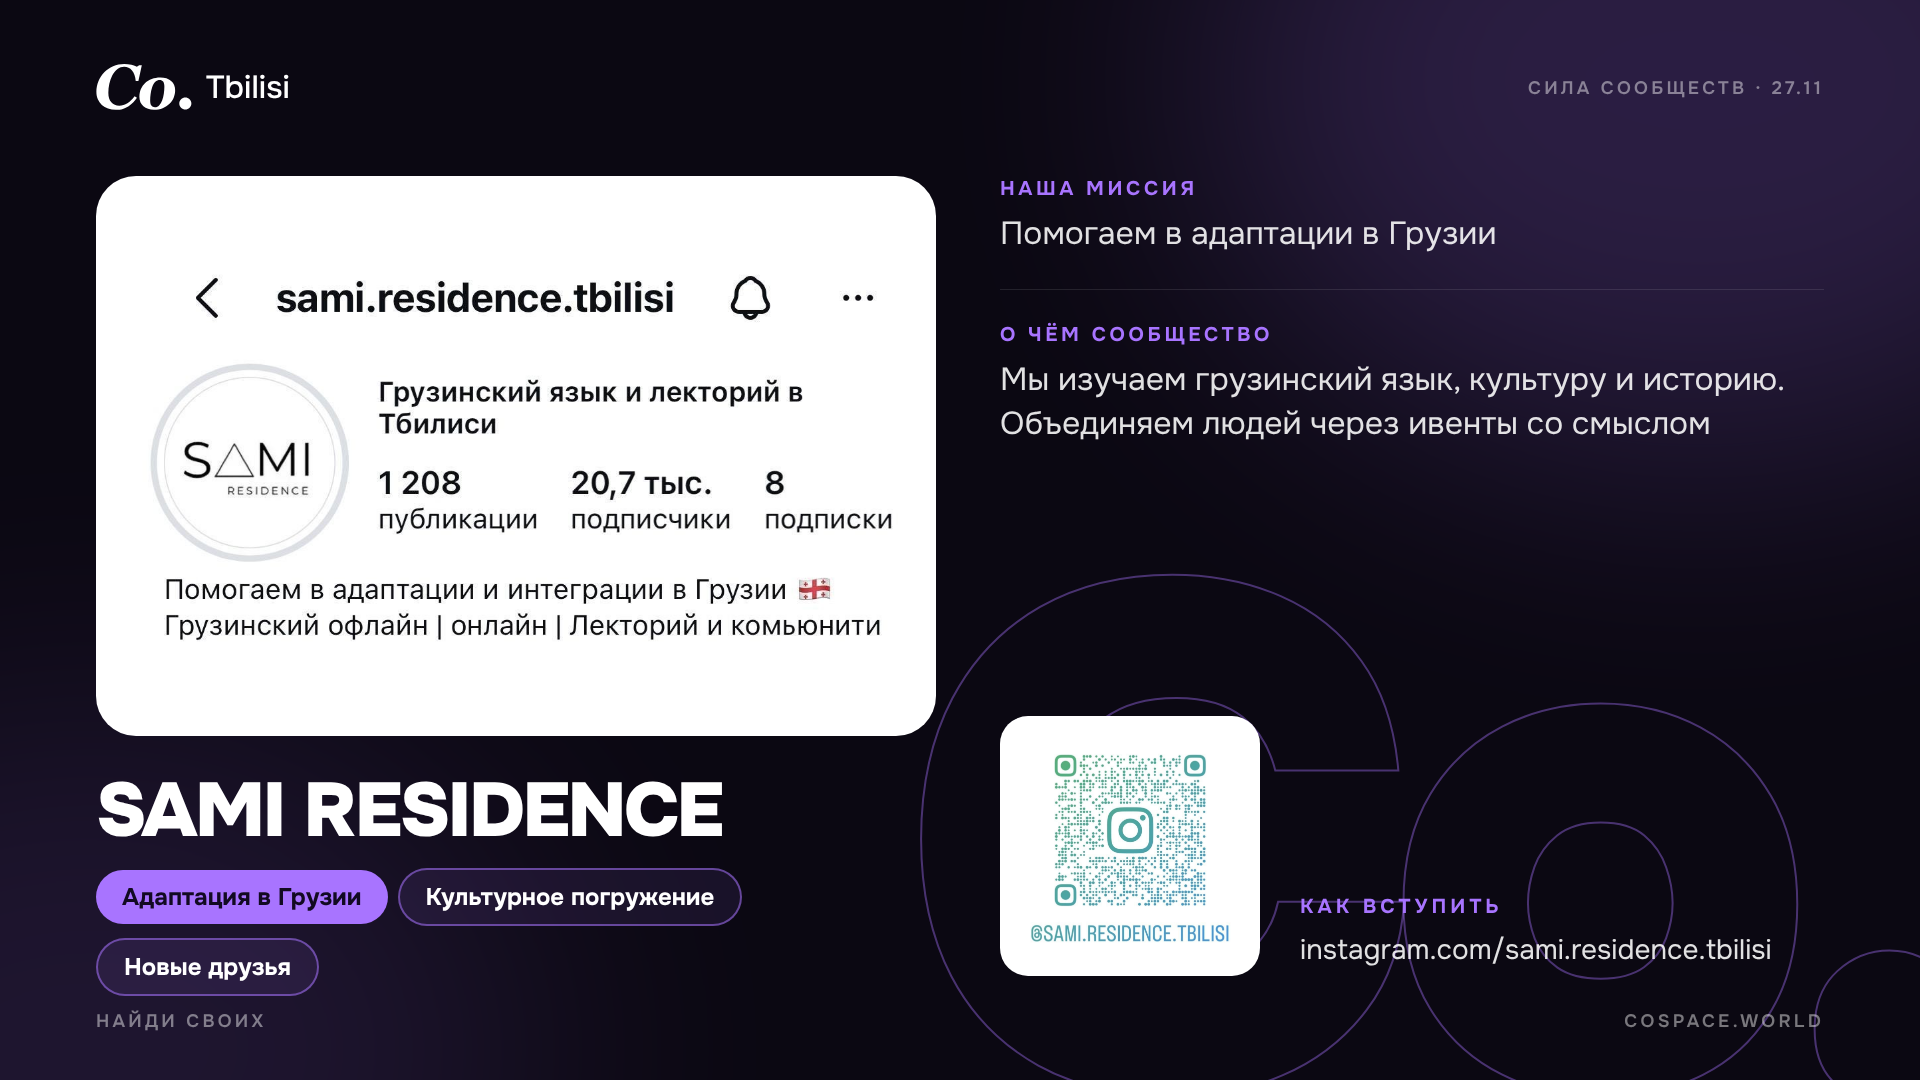 Co. Tbilisi
СИЛА СООБЩЕСТВ · 27.11
sami.residence.tbilisi
SAMI
RESIDENCE
Грузинский язык и лекторий в
Тбилиси
1 208 20,7 тыс. 8
публикации подписчики подписки
Помогаем в адаптации и интеграции в Грузии 🇬🇪
Грузинский офлайн | онлайн | Лекторий и комьюнити
SAMI RESIDENCE
Адаптация в Грузии Культурное погружение
Новые друзья
НАЙДИ СВОИХ
НАША МИССИЯ
Помогаем в адаптации в Грузии
О ЧЁМ СООБЩЕСТВО
Мы изучаем грузинский язык, культуру и историю.
Объединяем людей через ивенты со смыслом
@SAMI.RESIDENCE.TBILISI
КАК ВСТУПИТЬ
instagram.com/sami.residence.tbilisi
COSPACE.WORLD
Co